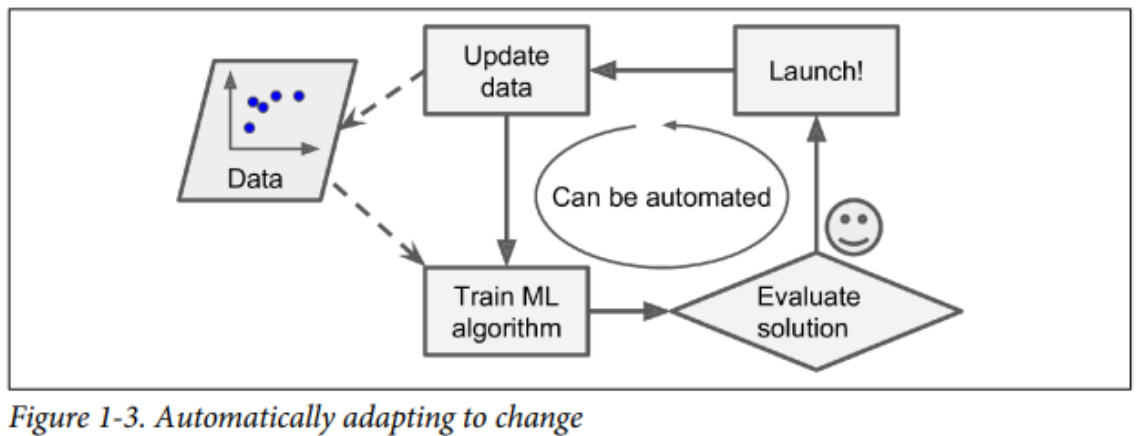 Update
data
Launch!
Data
Can be automated
Train ML
algorithm
Evaluate
solution
Figure 1-3. Automatically adapting to change